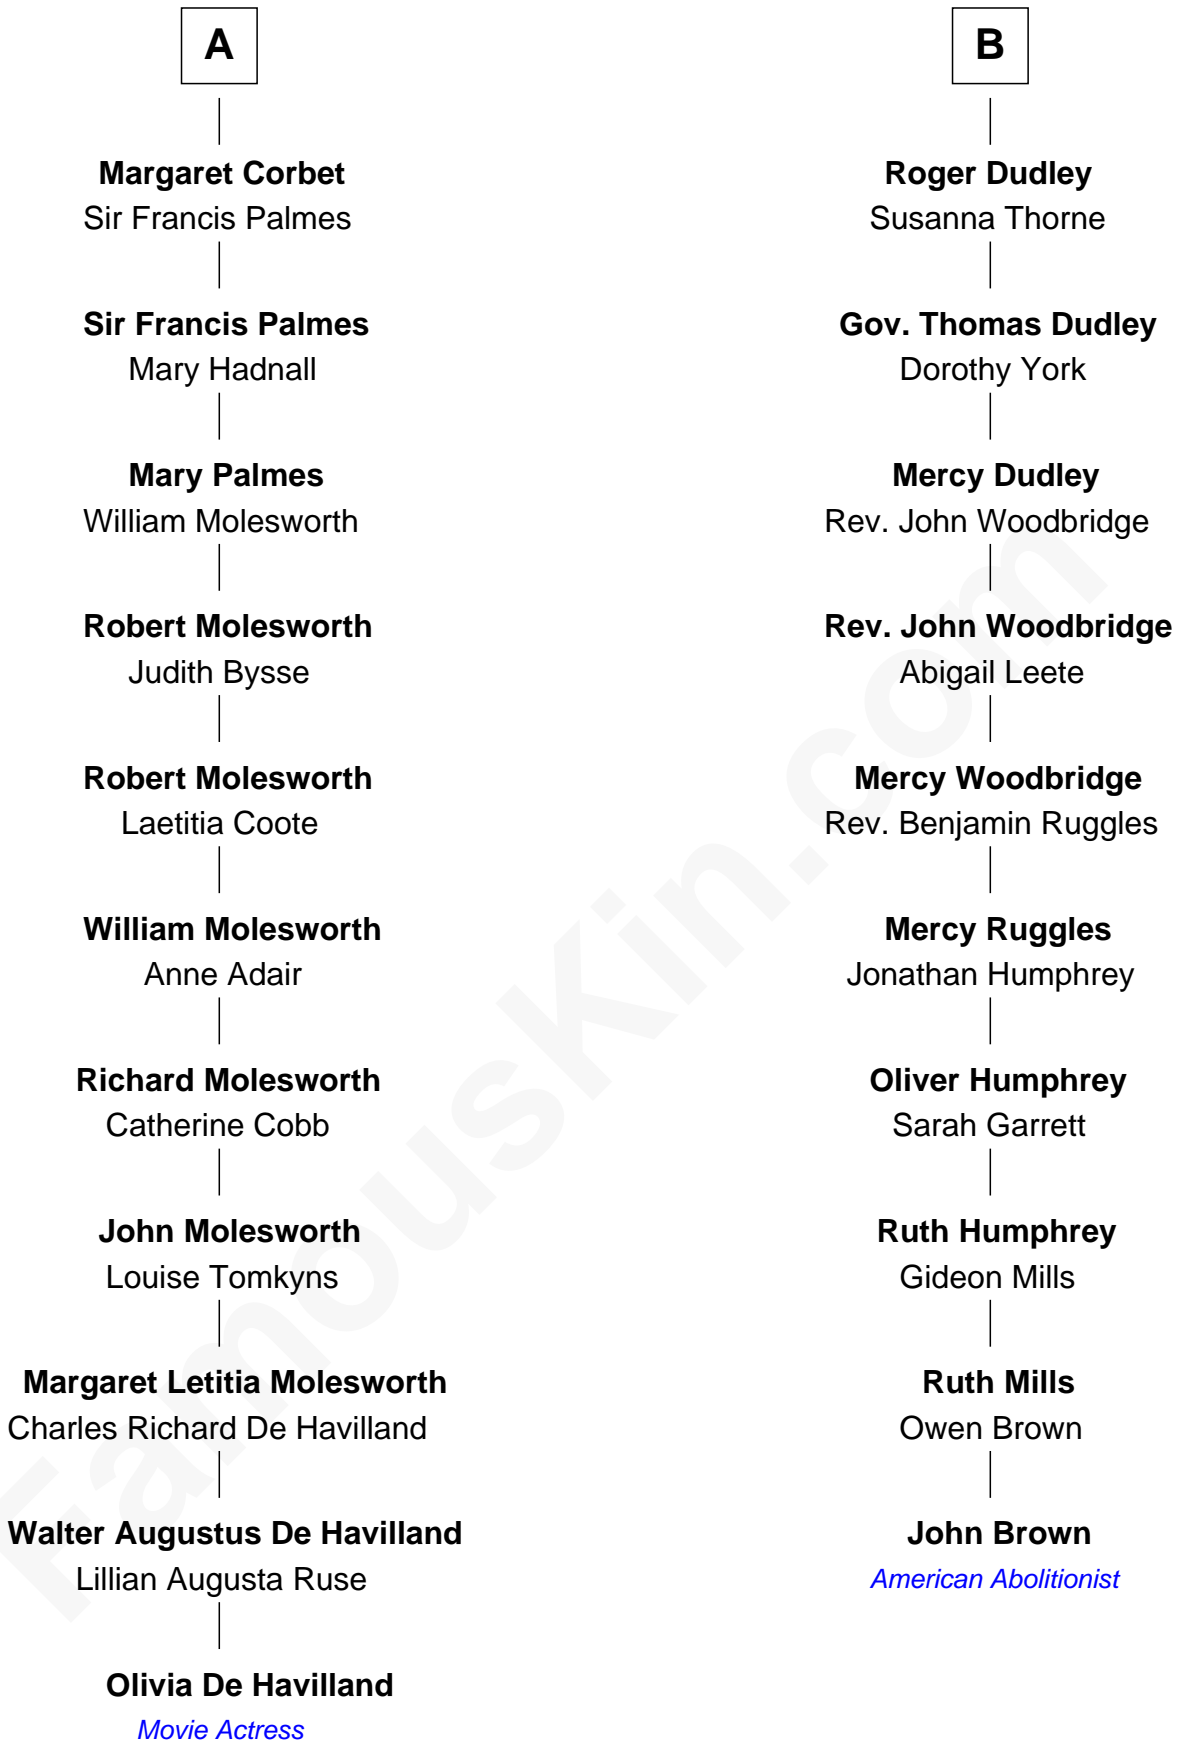 A
Margaret Corbet
Sir Francis Palmes
Sir Francis Palmes
Mary Hadnall
Mary Palmes
William Molesworth
Robert Molesworth
Judith Bysse
Robert Molesworth
Laetitia Coote
William Molesworth
Anne Adair
Richard Molesworth
Catherine Cobb
John Molesworth
Louise Tomkyns
Margaret Letitia Molesworth
Charles Richard De Havilland
Walter Augustus De Havilland
Lillian Augusta Ruse
Olivia De Havilland
Movie Actress
B
Roger Dudley
Susanna Thorne
Gov. Thomas Dudley
Dorothy York
Mercy Dudley
Rev. John Woodbridge
Rev. John Woodbridge
Abigail Leete
Mercy Woodbridge
Rev. Benjamin Ruggles
Mercy Ruggles
Jonathan Humphrey
Oliver Humphrey
Sarah Garrett
Ruth Humphrey
Gideon Mills
Ruth Mills
Owen Brown
John Brown
American Abolitionist
FamousKin.com